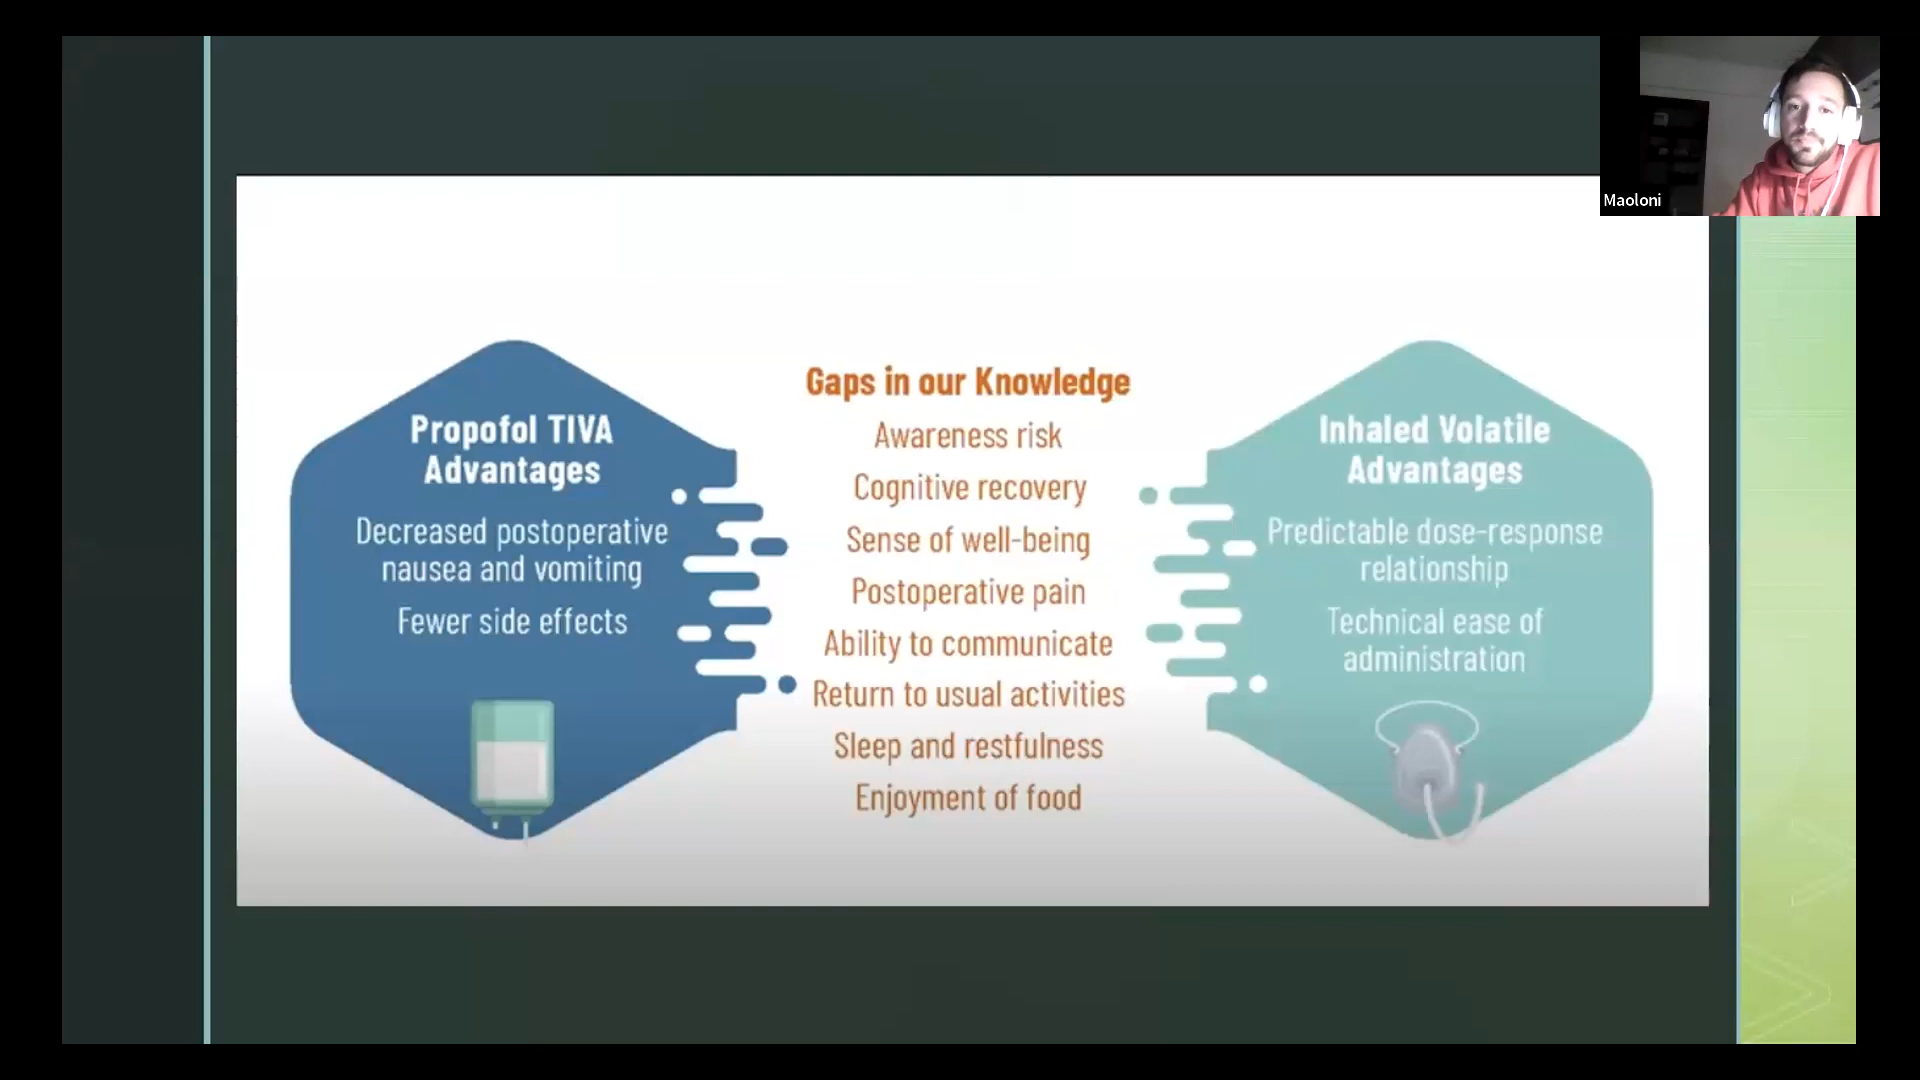 Maoloni
Propofol TIVA
Advantages
Decreased postoperative
nausea and vomiting
Fewer side effects
Gaps in our Knowledge
Awareness risk
Cognitive recovery
Sense of well-being
Postoperative pain
Ability to communicate
Return to usual activities
Sleep and restfulness
Enjoyment of food
Inhaled Volatile
Advantages
Predictable dose-response
relationship
Technical ease of
administration